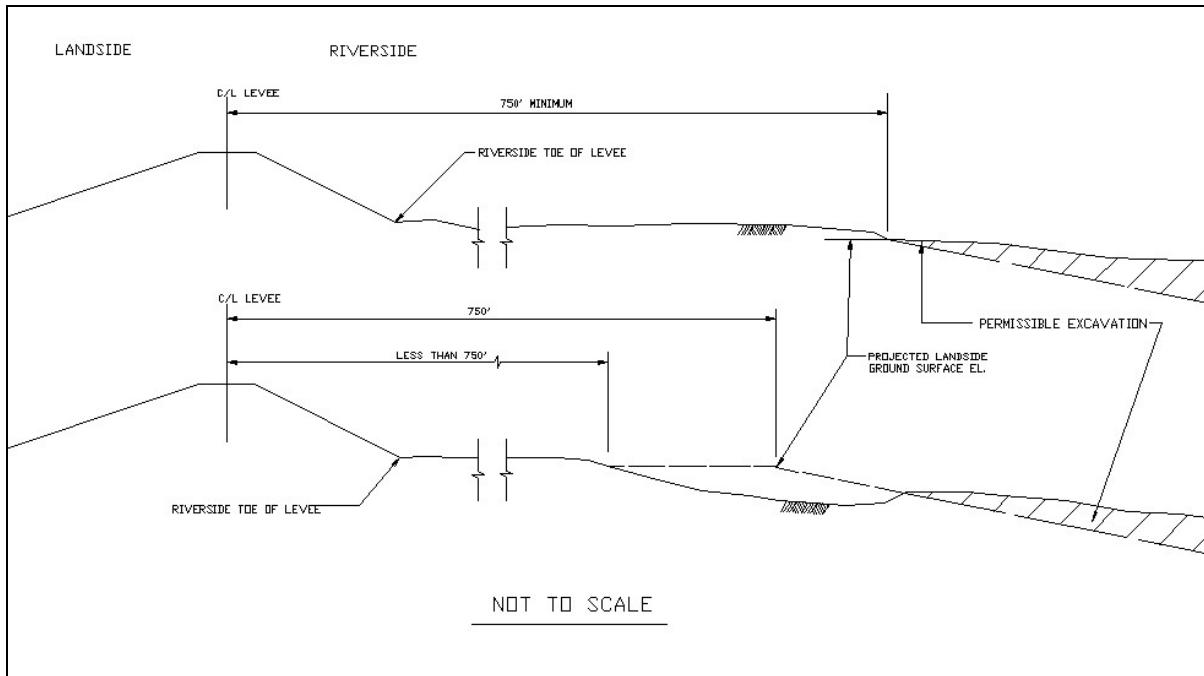 LANDSIDE
RIVERSIDE
C/L LEVEE
750' MINIMUM
RIVERSIDE TOE OF LEVEE
C/L LEVEE
750'
PERMISSIBLE EXCAVATION
LESS THAN 750'
PROJECTED LANDSIDE
GROUND SURFACE EL.
RIVERSIDE TOE OF LEVEE
NOT TO SCALE